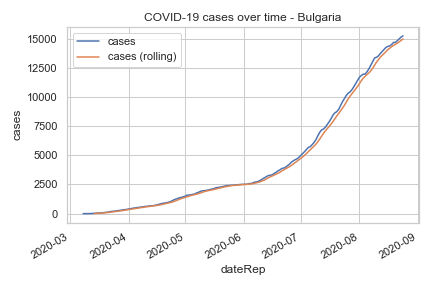 COVID-19 cases over time - Bulgaria
cases
cases (rolling)
15000
12500
10000
7500
5000
2500
0
cases
2020-03
2020-04
2020-05
2020-06
2020-07
2020-08
2020-09
dateRep